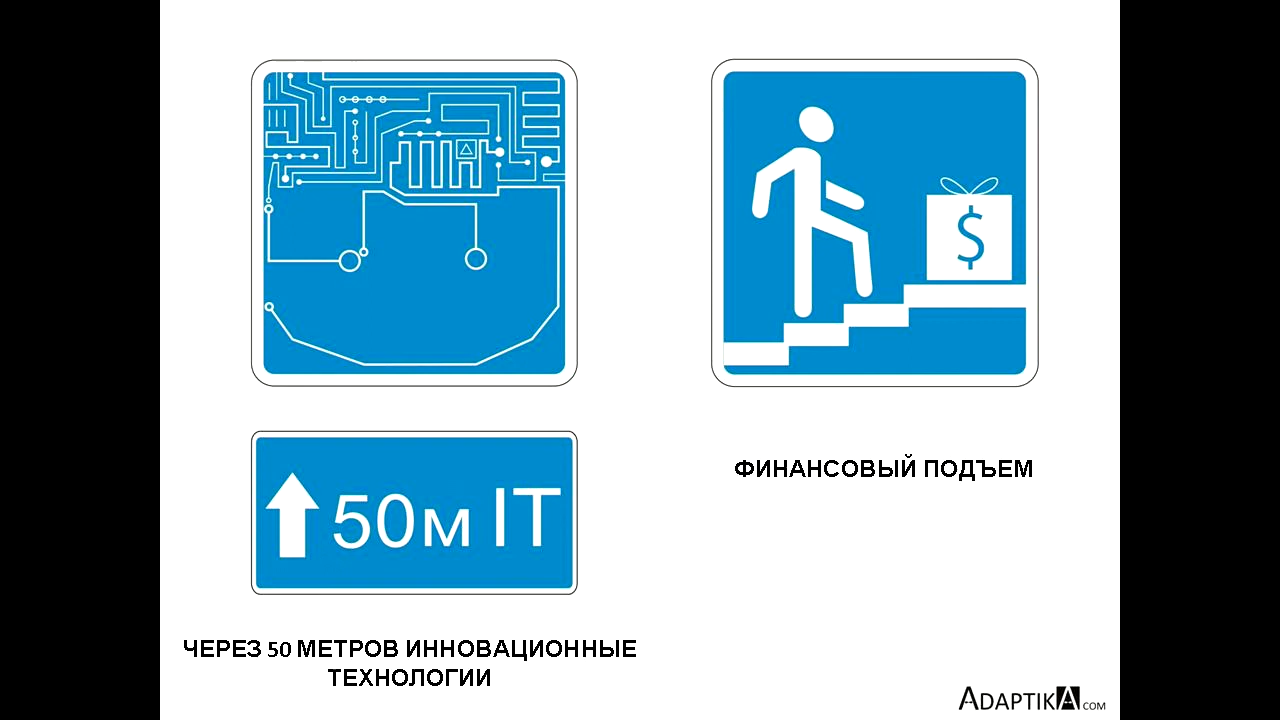 $
50м IT
ФИНАНСОВЫЙ ПОДЪЕМ
ЧЕРЕЗ 50 МЕТРОВ ИННОВАЦИОННЫЕ
ТЕХНОЛОГИИ
ADAPTIKA.COM